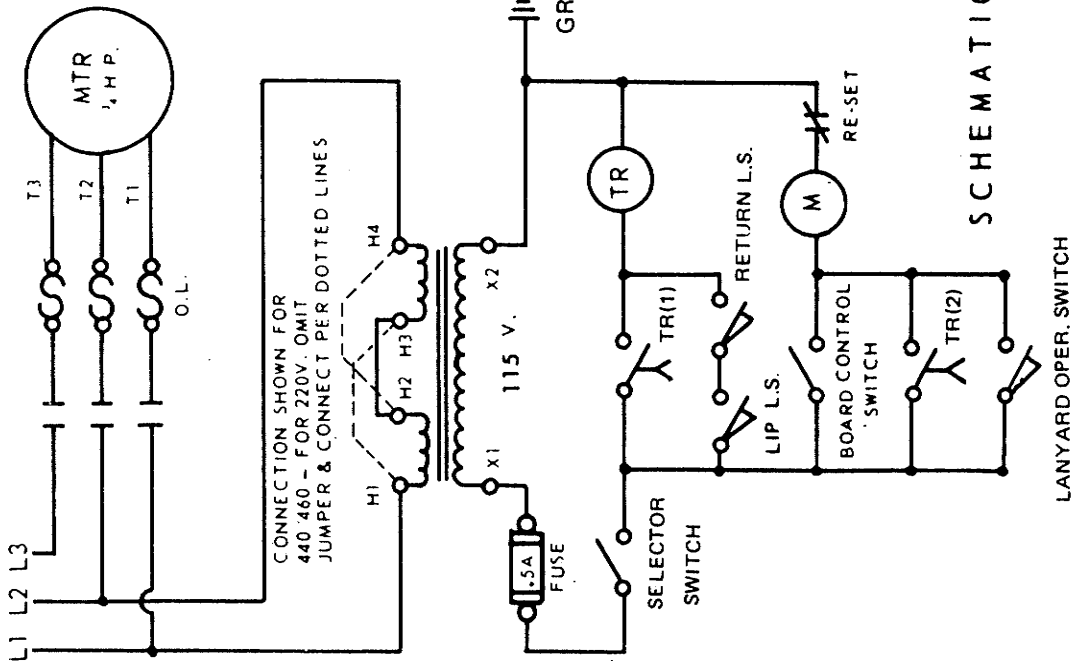 L1 L2 L3
T3
T2
T1
MTR
¼ H P.
O.L.
CONNECTION SHOWN FOR
440 460 – FOR 220V. OMIT
JUMPER & CONNECT PER DOTTED LINES
H1
H2
H3
H4
X1
X2
115 V.
.5A
FUSE
GR
SELECTOR
SWITCH
TR
TR(1)
LIP L.S.
RETURN L.S.
M
RE-SET
BOARD CONTROL
SWITCH
TR(2)
LANYARD OPER. SWITCH
SCHEMATIC